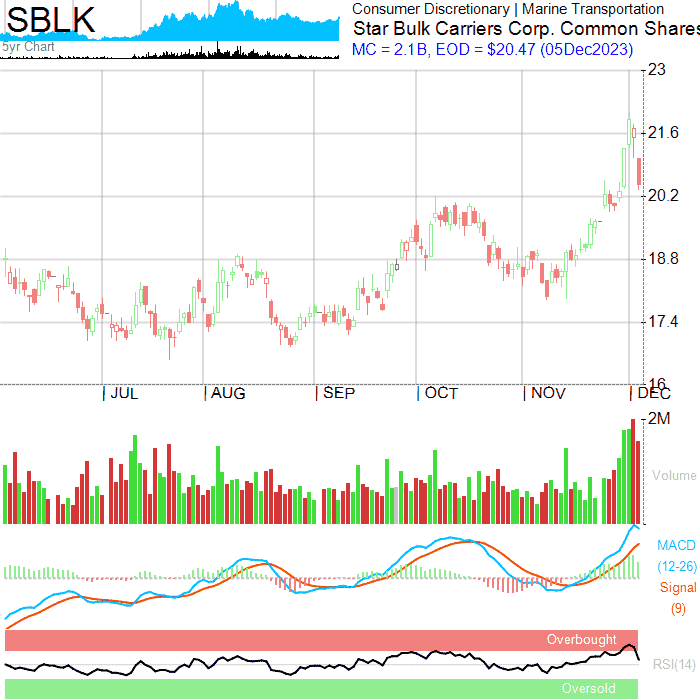 SBLK
5yr Chart
Consumer Discretionary | Marine Transportation
Star Bulk Carriers Corp. Common Shares
MC = 2.1B, EOD = $20.47 (05Dec2023)
23
21.6
20.2
18.8
17.4
16
| JUL | AUG | SEP | OCT | NOV | DEC
2M
Volume
MACD
(12-26)
Signal
(9)
Overbought
RSI(14)
Oversold